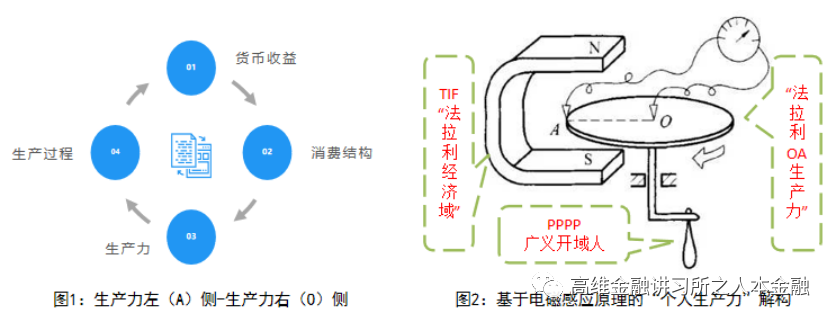 01
货币收益
02
消费结构
03
生产力
04
生产过程
图1：生产力左（A）侧-生产力右（O）侧
TIF
“法
拉利
经济
域”
N
S
A
O
PPPP
广义开域人
“法
拉利
OA
生产
力”
图2：基于电磁感应原理的“个人生产力”解构
高维金融讲习所之人本金融